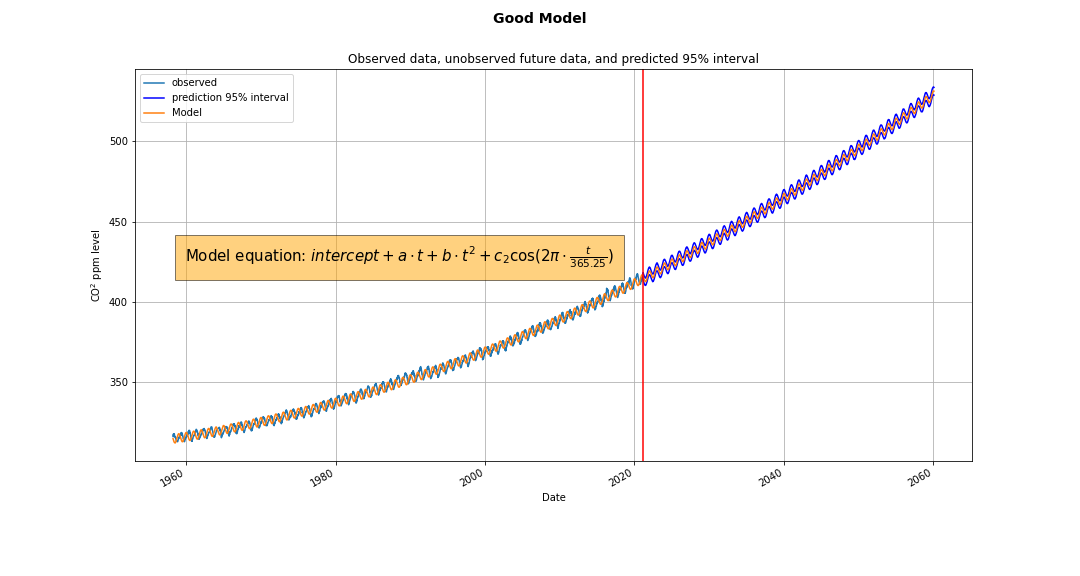 Good Model
Observed data, unobserved future data, and predicted 95% interval
observed
prediction 95% interval
Model
500
450
400
350
CO² ppm level
Model equation: intercept + a · t + b · t² + c₂cos(2π · t/365.25)
1960
1980
2000
2020
2040
2060
Date